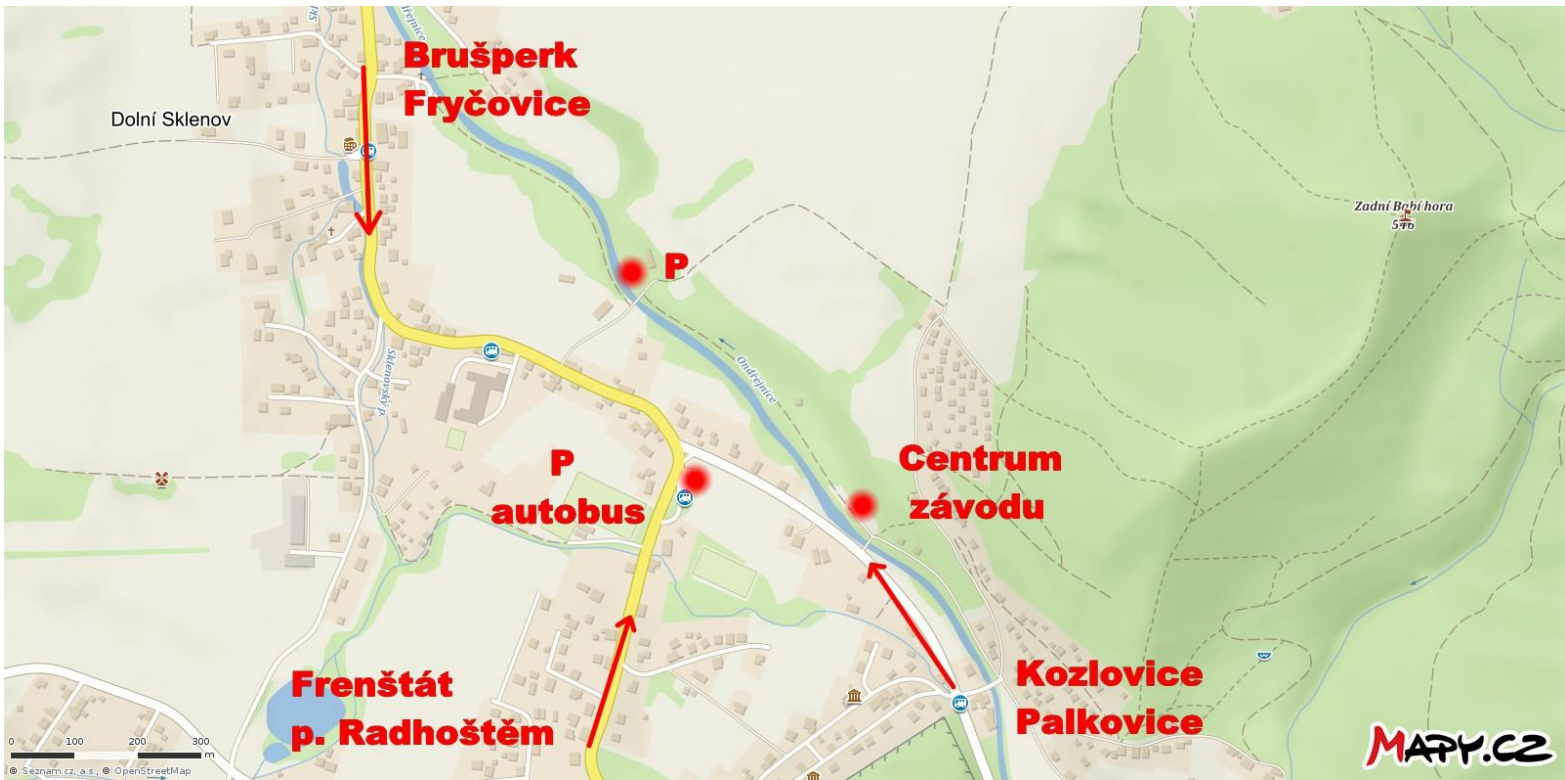 Brušperk
Fryčovice
Dolní Sklenov
Zadní Babí hora
546
P
Sklenovský p.
Ondřejnice
P
autobus
Centrum
závodu
Frenštát
p. Radhoštěm
Kozlovice
Palkovice
0 100 200 300
m
© Seznam.cz, a.s., © OpenStreetMap
MAPY.CZ